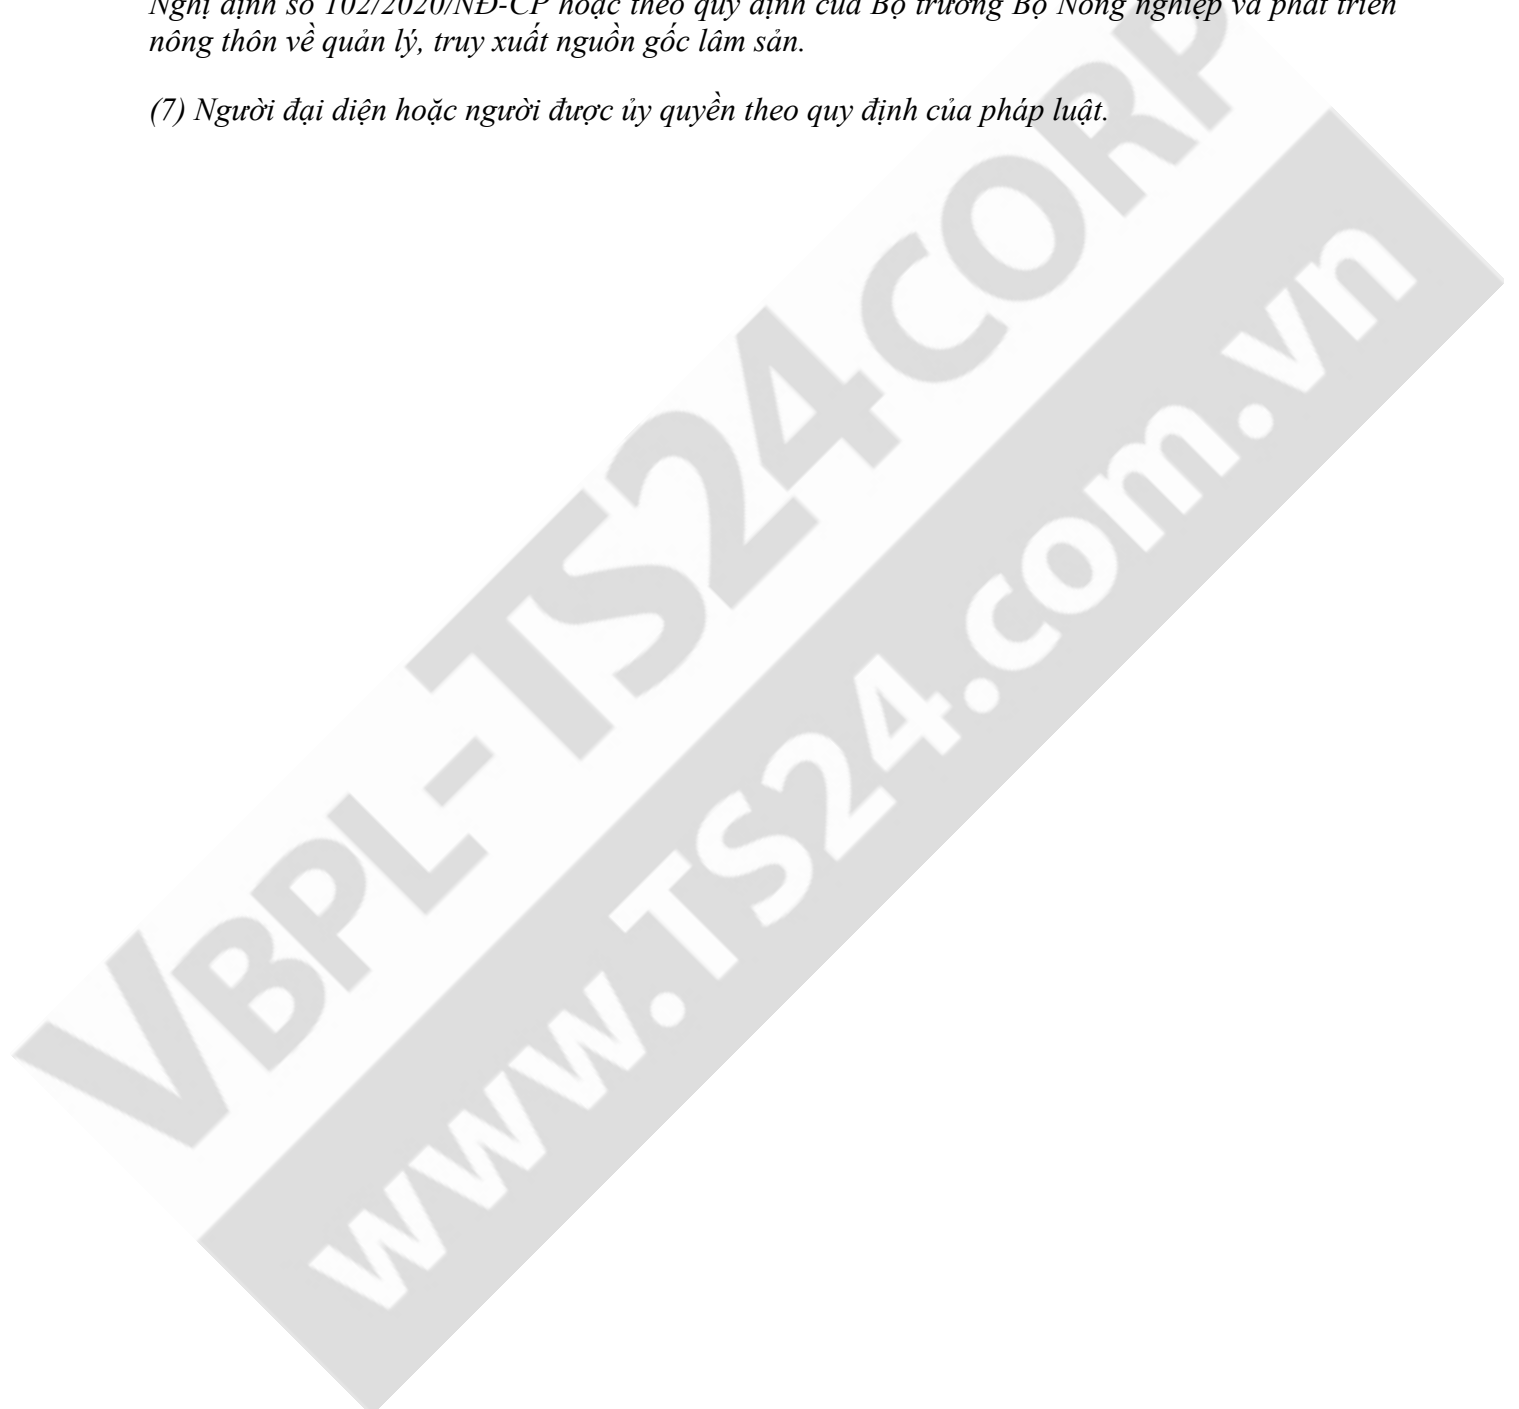 Nghị định số 102/2020/NĐ-CP hoặc theo quy định của Bộ trưởng Bộ Nông nghiệp và phát triển
nông thôn về quản lý, truy xuất nguồn gốc lâm sản.
(7) Người đại diện hoặc người được ủy quyền theo quy định của pháp luật.
VBPL-TS24CORP
www.TS24.com.vn